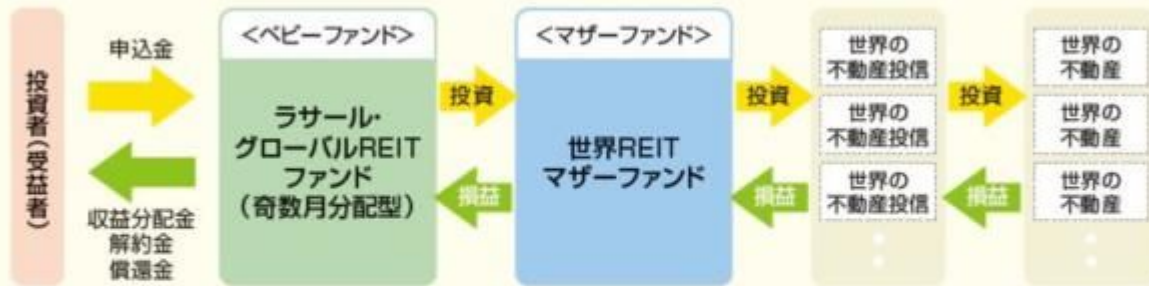 投資者(受益者)
申込金
収益分配金
解約金
償還金
<ベビーファンド>
ラサール・
グローバルREIT
ファンド
(奇数月分配型)
投資
損益
<マザーファンド>
世界REIT
マザーファンド
投資
損益
世界の
不動産投信
世界の
不動産投信
世界の
不動産投信
投資
損益
世界の
不動産
世界の
不動産
世界の
不動産